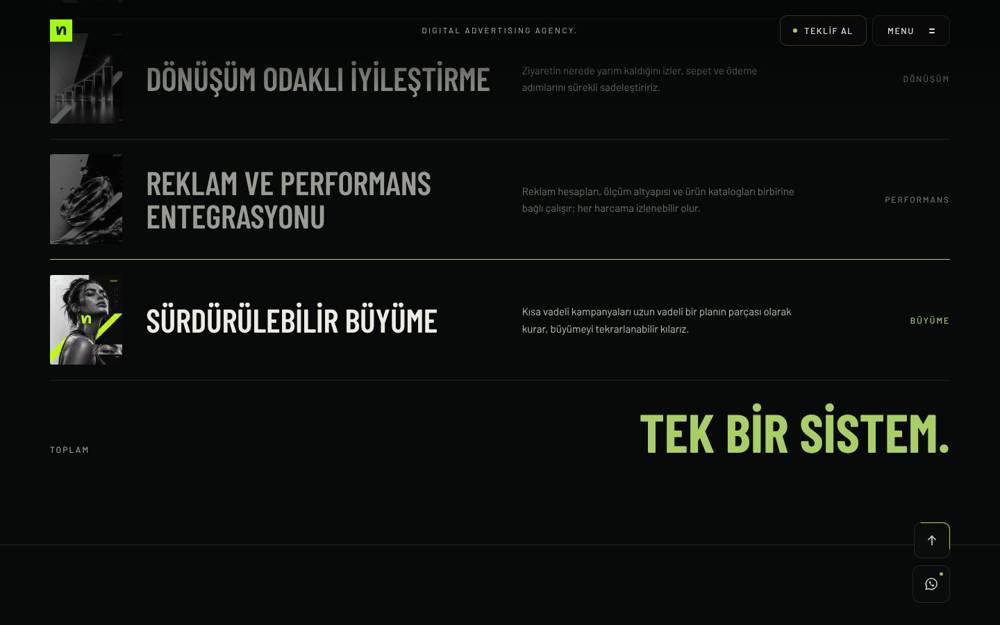 n
DIGITAL ADVERTISING AGENCY.
TEKLİF AL
MENU
DÖNÜŞÜM ODAKLI İYİLEŞTİRME
Ziyaretin nerede yarım kaldığını izler, sepet ve ödeme
adımlarını sürekli sadeleştiririz.
DÖNÜŞÜM
REKLAM VE PERFORMANS
ENTEGRASYONU
Reklam hesapları, ölçüm altyapısı ve ürün katalogları birbirine
bağlı çalışır; her harcama izlenebilir olur.
PERFORMANS
n
SÜRDÜRÜLEBİLİR BÜYÜME
Kısa vadeli kampanyaları uzun vadeli bir planın parçası olarak
kurar, büyümeyi tekrarlanabilir kılarız.
BÜYÜME
TOPLAM
TEK BİR SİSTEM.